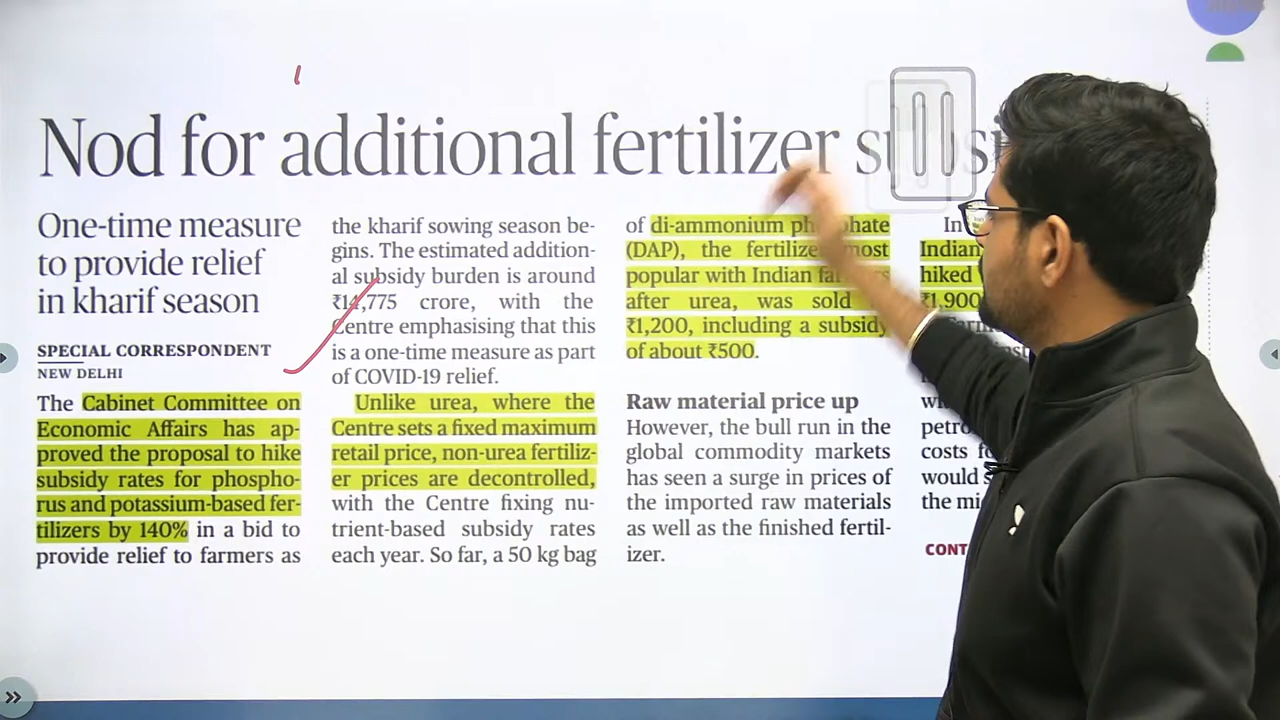 Nod for additional fertilizer
One-time measure
to provide relief
in kharif season
SPECIAL CORRESPONDENT
NEW DELHI
The Cabinet Committee on
Economic Affairs has ap-
proved the proposal to hike
subsidy rates for phospho-
rus and potassium-based fer-
tilizers by 140% in a bid to
provide relief to farmers as
the kharif sowing season be-
gins. The estimated addition-
al subsidy burden is around
₹14,775 crore, with the
Centre emphasising that this
is a one-time measure as part
of COVID-19 relief.
Unlike urea, where the
Centre sets a fixed maximum
retail price, non-urea fertiliz-
er prices are decontrolled,
with the Centre fixing nu-
trient-based subsidy rates
each year. So far, a 50 kg bag
of di-ammonium phosphate
(DAP), the fertilizer most
popular with Indian farmers
after urea, was sold
₹1,200, including a subsidy
of about ₹500.
Raw material price up
However, the bull run in the
global commodity markets
has seen a surge in prices of
the imported raw materials
as well as the finished fertil-
izer.
In
Indian
hiked
₹1,900
costs
would
the